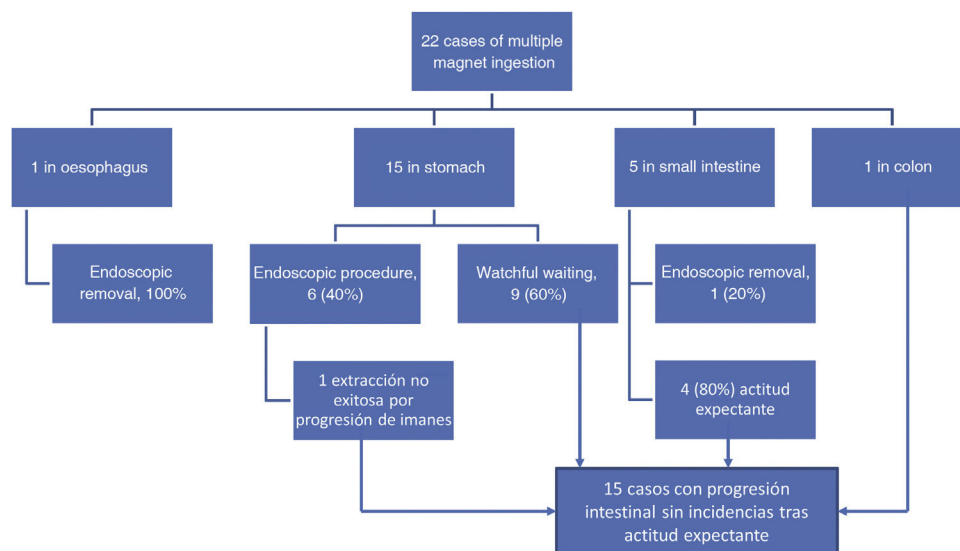 22 cases of multiple
magnet ingestion
1 in oesophagus
15 in stomach
5 in small intestine
1 in colon
Endoscopic
removal, 100%
Endoscopic procedure,
6 (40%)
Watchful waiting,
9 (60%)
Endoscopic removal,
1 (20%)
1 extracción no
exitosa por
progresión de imanes
4 (80%) actitud
expectante
15 casos con progresión
intestinal sin incidencias tras
actitud expectante